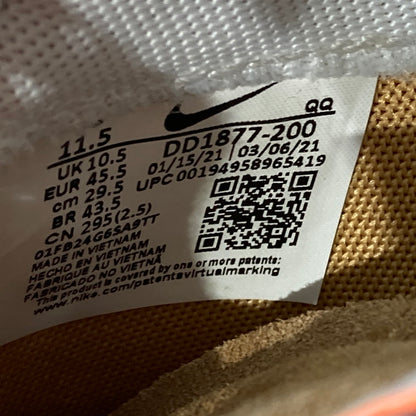 QQ
11.5
DD1877-200
UK 10.5
01/15/21 03/06/21
EUR 45.5
UPC 00194958965419
cm 29.5
BR 43.5
CN 295(2.5)
01FB24G6SA9TT
MADE IN VIETNAM
HECHO EN VIETNAM
FABRIQUE AU VIETNÃ
FABRICADO NO VIETNAM
This product is covered by one or more patents:
www.nike.com/patentsvirtualmarking